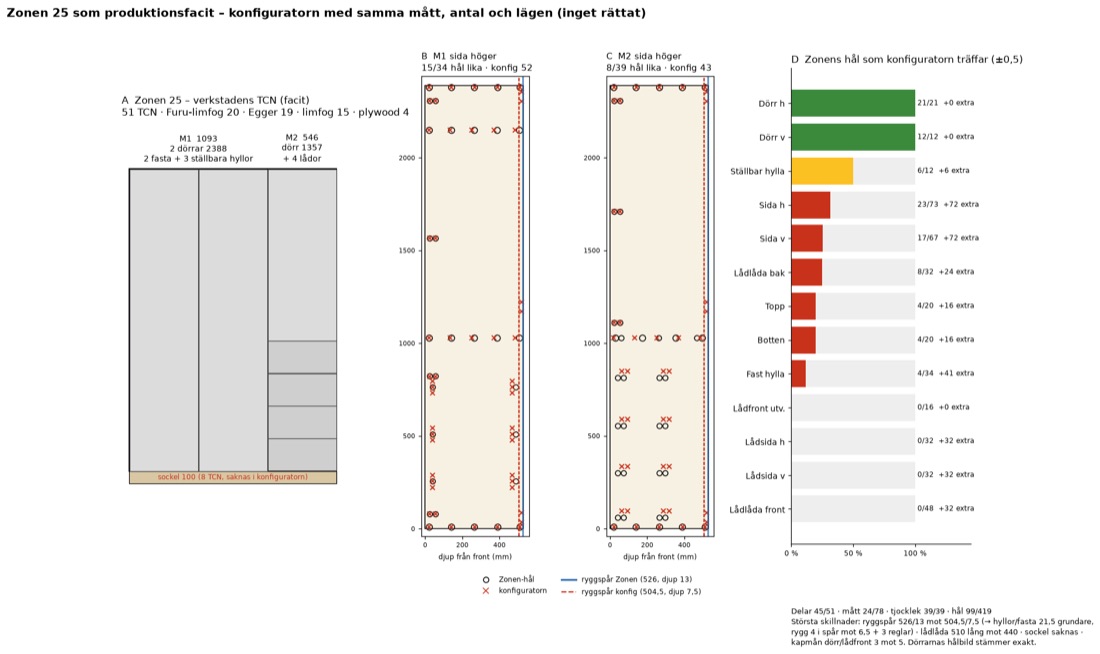 Zonen 25 som produktionsfacit – konfiguratorn med samma mått, antal och lägen (inget rättat)
A  Zonen 25 – verkstadens TCN (facit)
51 TCN · Furu-limfog 20 · Egger 19 · limfog 15 · plywood 4
M1  1093
2 dörrar 2388
2 fasta + 3 ställbara hyllor
M2  546
dörr 1357
+ 4 lådor
sockel 100 (8 TCN, saknas i konfiguratorn)
B  M1 sida höger
15/34 hål lika · konfig 52
2000
1500
1000
500
0
0 200 400
djup från front (mm)
C  M2 sida höger
8/39 hål lika · konfig 43
2000
1500
1000
500
0
0 200 400
djup från front (mm)
Zonen-hål
konfiguratorn
ryggspår Zonen (526, djup 13)
ryggspår konfig (504,5, djup 7,5)
D  Zonens hål som konfiguratorn träffar (±0,5)
Dörr h 21/21  +0 extra
Dörr v 12/12  +0 extra
Ställbar hylla 6/12  +6 extra
Sida h 23/73  +72 extra
Sida v 17/67  +72 extra
Lådlåda bak 8/32  +24 extra
Topp 4/20  +16 extra
Botten 4/20  +16 extra
Fast hylla 4/34  +41 extra
Lådfront utv. 0/16  +0 extra
Lådsida h 0/32  +32 extra
Lådsida v 0/32  +32 extra
Lådlåda front 0/48  +32 extra
0 % 50 % 100 %
Delar 45/51 · mått 24/78 · tjocklek 39/39 · hål 99/419
Största skillnader: ryggspår 526/13 mot 504,5/7,5 (→ hyllor/fasta 21,5 grundare,
rygg 4 i spår mot 6,5 + 3 reglar) · lådlåda 510 lång mot 440 · sockel saknas ·
kapmån dörr/lådfront 3 mot 5. Dörrarnas hålbild stämmer exakt.